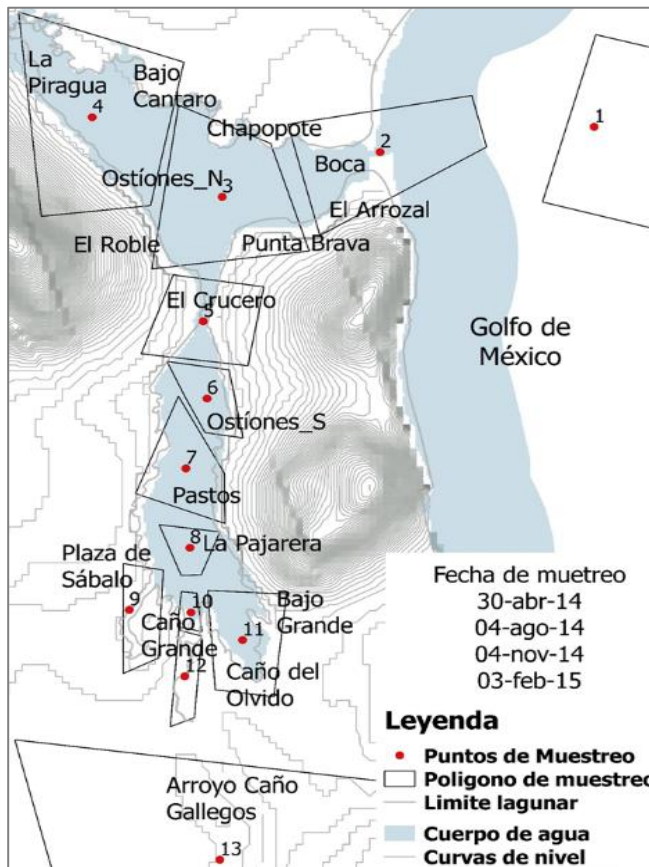 La
Piragua
4
Bajo
Cantaro
1
Chapopote
2
Boca
Ostíones_N
3
El Arrozal
El Roble
Punta Brava
El Crucero
5
Golfo de
México
6
Ostíones_S
7
Pastos
8
La Pajarera
Plaza de
Sábalo
9
10
Caño
Grande
Bajo
Grande
11
12
Caño del
Olvido
Arroyo Caño
Gallegos
13
Fecha de muetreo
30-abr-14
04-ago-14
04-nov-14
03-feb-15
Leyenda
Puntos de Muestreo
Poligono de muestreo
Limite lagunar
Cuerpo de agua
Curvas de nivel